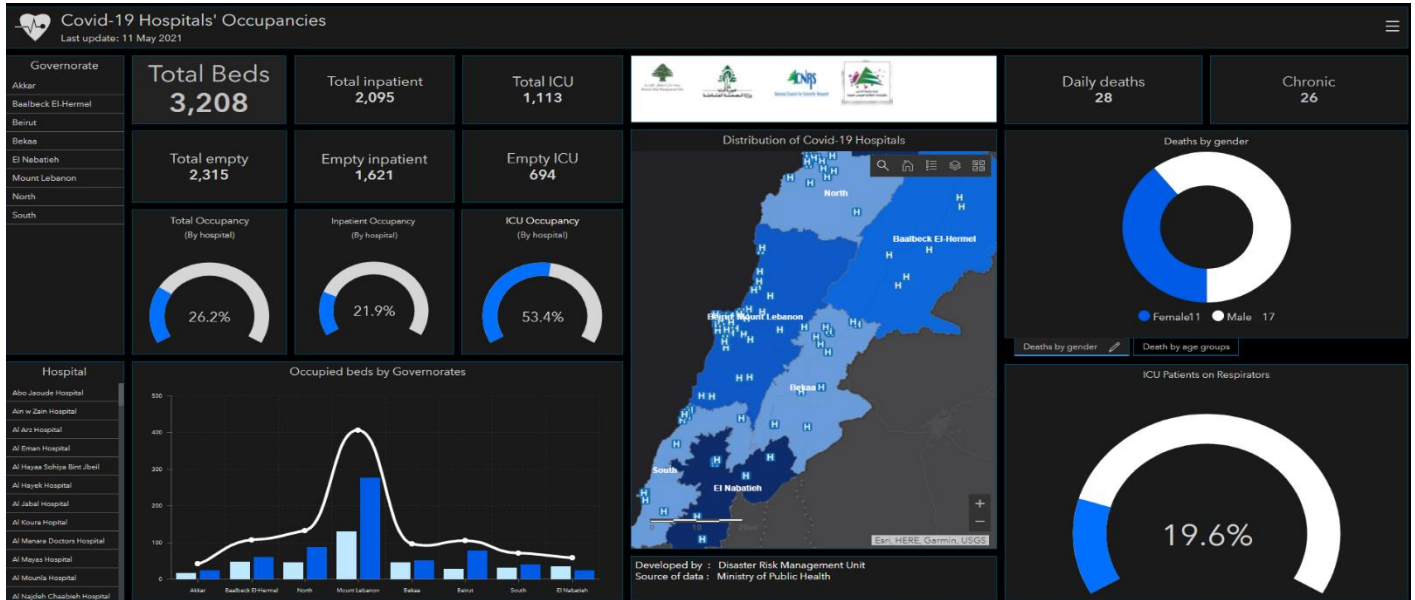 Covid-19 Hospitals' Occupancies
Last update: 11 May 2021
Governorate
Akkar
Baalbeck El-Hermel
Beirut
Bekaa
El Nabatieh
Mount Lebanon
North
South
Total Beds
3,208
Total inpatient
2,095
Total ICU
1,113
Total empty
2,315
Empty inpatient
1,621
Empty ICU
694
Total Occupancy
(By hospital)
26.2%
Inpatient Occupancy
(By hospital)
21.9%
ICU Occupancy
(By hospital)
53.4%
CNRS
Daily deaths
28
Chronic
26
Distribution of Covid-19 Hospitals
North
Baalbeck El-Hermel
Beirut Mount Lebanon
Bekaa
South
El Nabatieh
0 10
Esri, HERE, Garmin, USGS
Developed by : Disaster Risk Management Unit
Source of data : Ministry of Public Health
Deaths by gender
Female11 Male 17
Deaths by gender
Death by age groups
ICU Patients on Respirators
19.6%
Hospital
Abo Jaoude Hospital
Ain w Zain Hospital
Al Arz Hospital
Al Eman Hospital
Al Hayaa Sohiya Bint Jbeil
Al Hayek Hospital
Al Jabal Hospital
Al Koura Hopital
Al Manara Doctors Hospital
Al Mayas Hospital
Al Mounla Hospital
Al Najdeh Chaabieh Hospital
Occupied beds by Governorates
500
400
300
200
100
0
Akkar Baalbeck El-Hermel North Mount Lebanon Bekaa Beirut South El Nabatieh